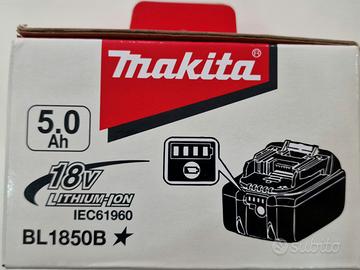 makita®
5.0
Ah
18V
LITHIUM-ION
IEC61960
BL1850B ★
subito